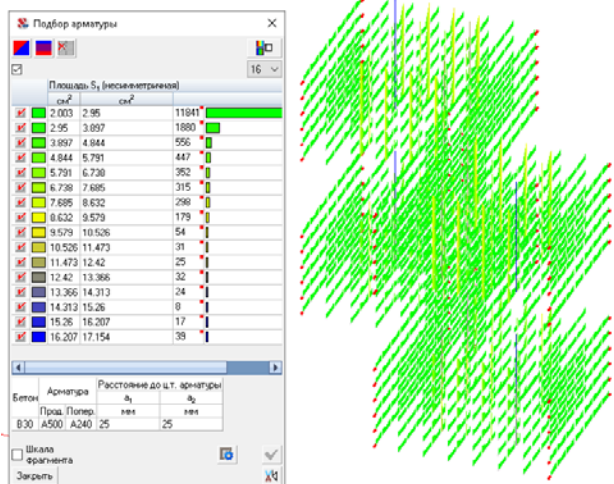 Подбор арматуры
16
Площадь S₁ (несимметричная)
см² см²
2.003 2.95 11841*
2.95 3.897 1880*
3.897 4.844 556*
4.844 5.791 447*
5.791 6.738 352*
6.738 7.685 315*
7.685 8.632 298*
8.632 9.579 179*
9.579 10.526 54*
10.526 11.473 31*
11.473 12.42 25*
12.42 13.366 32*
13.366 14.313 24*
14.313 15.26 8*
15.26 16.207 17*
16.207 17.154 39*
Бетон Арматура Расстояние до ц.т. арматуры
a₁ a₂
Прод. Попер. мм мм
B30 A500 A240 25 25
Шкала
фрагмента
Закрыть